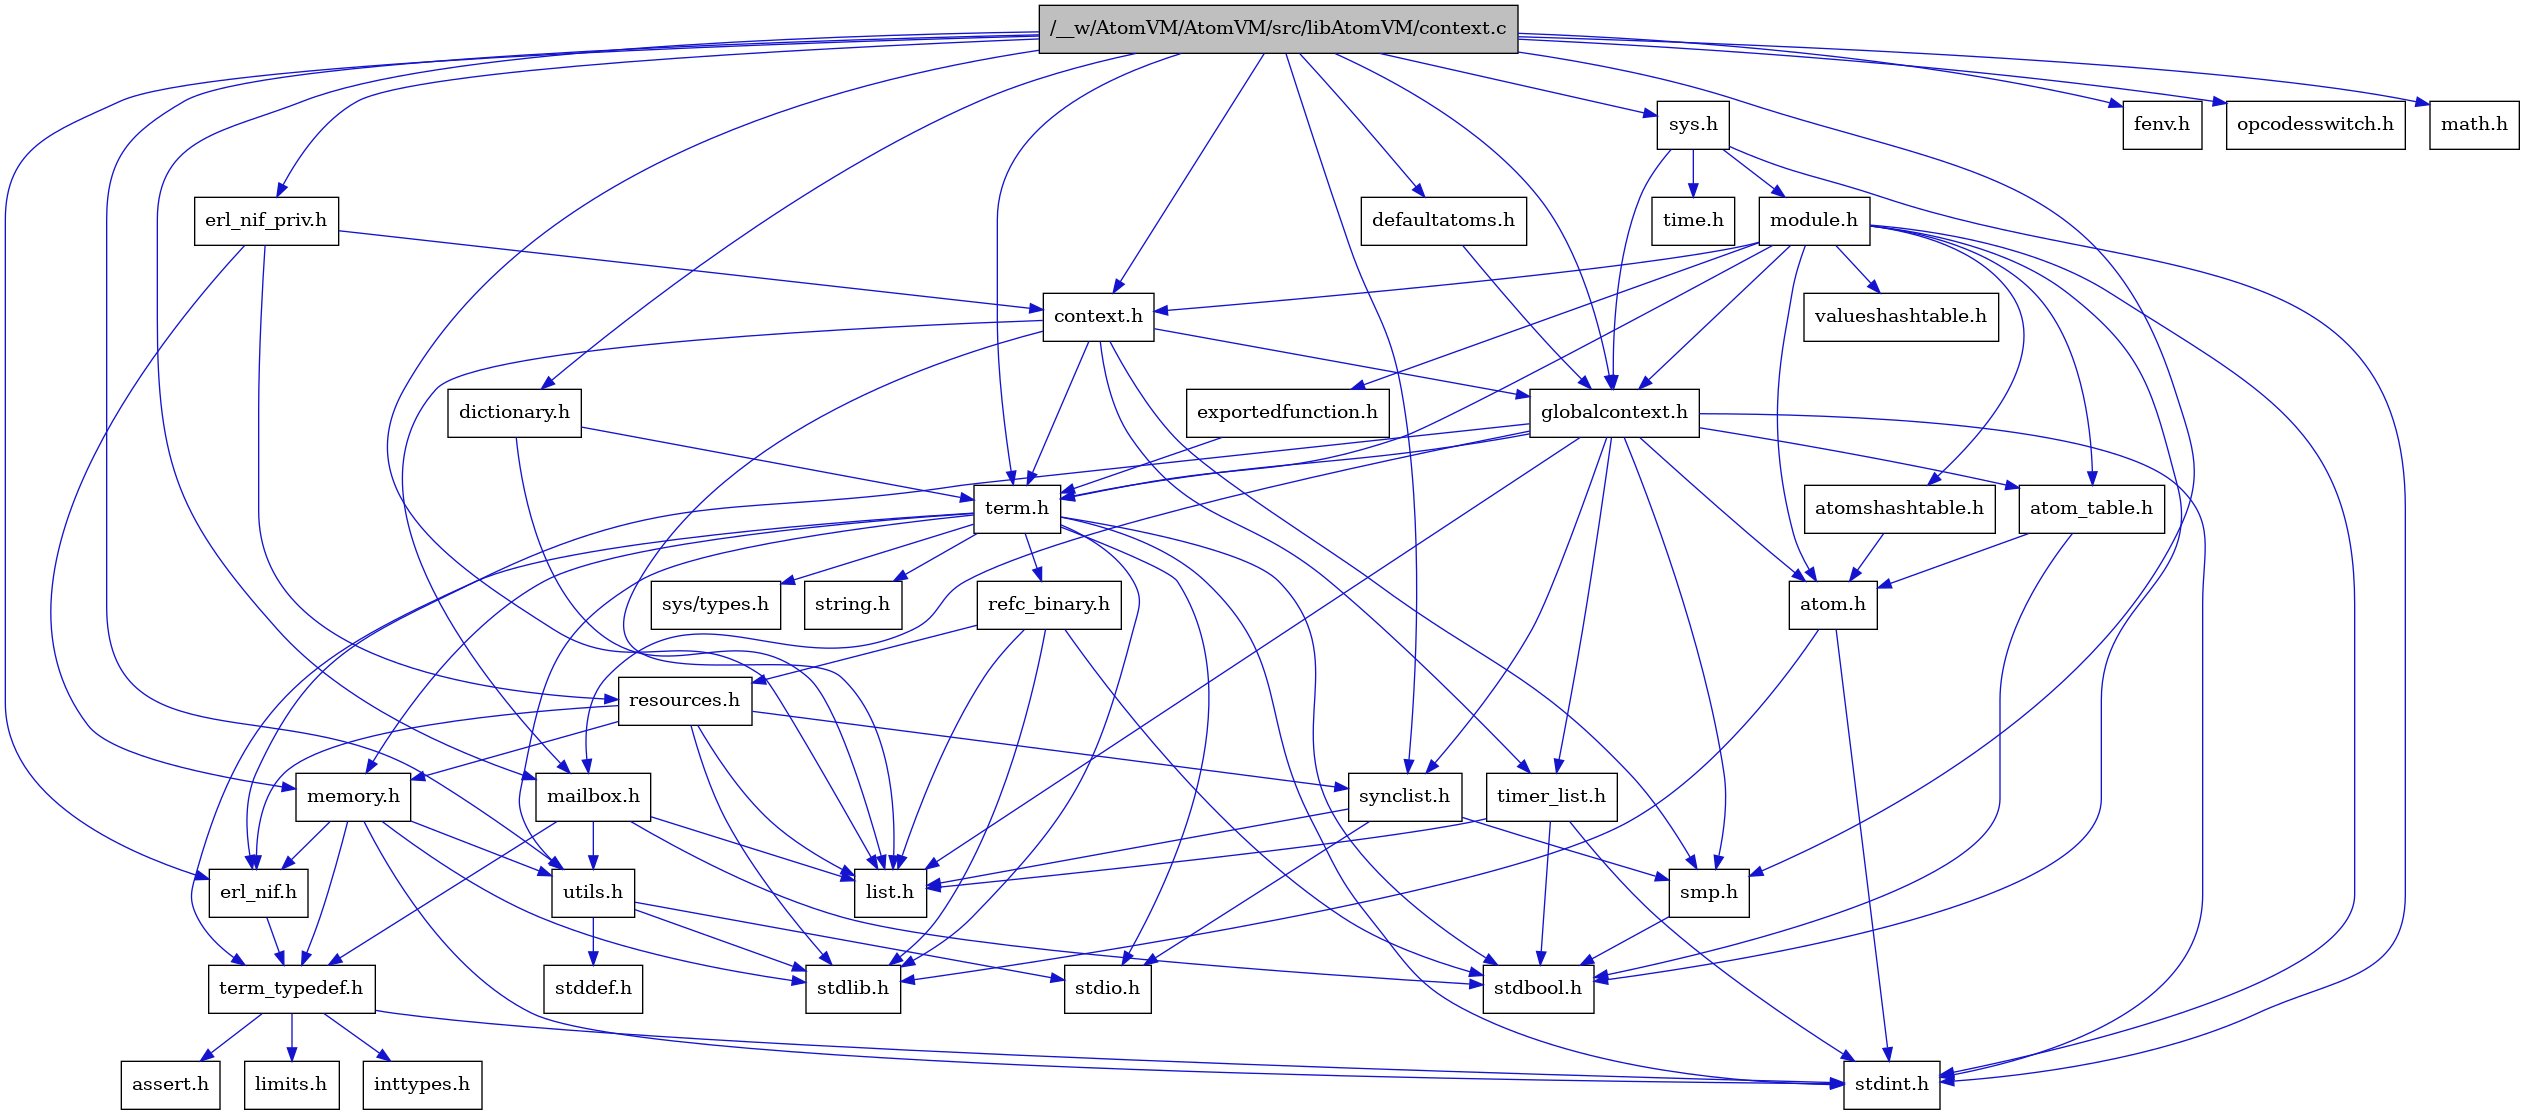 /__w/AtomVM/AtomVM/src/libAtomVM/context.c
sys.h
fenv.h
opcodesswitch.h
math.h
erl_nif_priv.h
defaultatoms.h
time.h
module.h
context.h
valueshashtable.h
dictionary.h
exportedfunction.h
globalcontext.h
term.h
atomshashtable.h
atom_table.h
sys/types.h
string.h
refc_binary.h
atom.h
resources.h
memory.h
mailbox.h
synclist.h
timer_list.h
erl_nif.h
utils.h
list.h
smp.h
term_typedef.h
stddef.h
stdlib.h
stdio.h
stdbool.h
assert.h
limits.h
inttypes.h
stdint.h